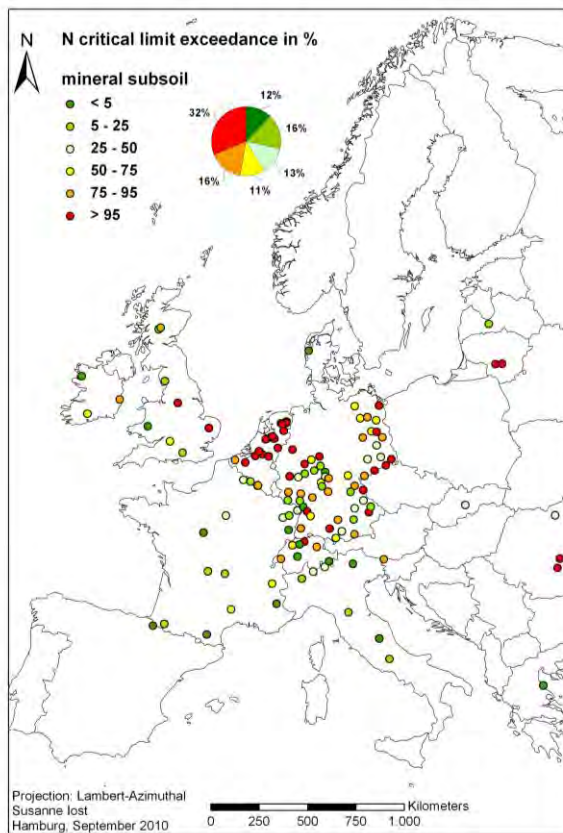 N
N critical limit exceedance in %
mineral subsoil
< 5
5 - 25
25 - 50
50 - 75
75 - 95
> 95
32%
12%
16%
13%
11%
16%
Projection: Lambert-Azimuthal
Susanne Iost
Hamburg, September 2010
Kilometers
0 250 500 750 1.000